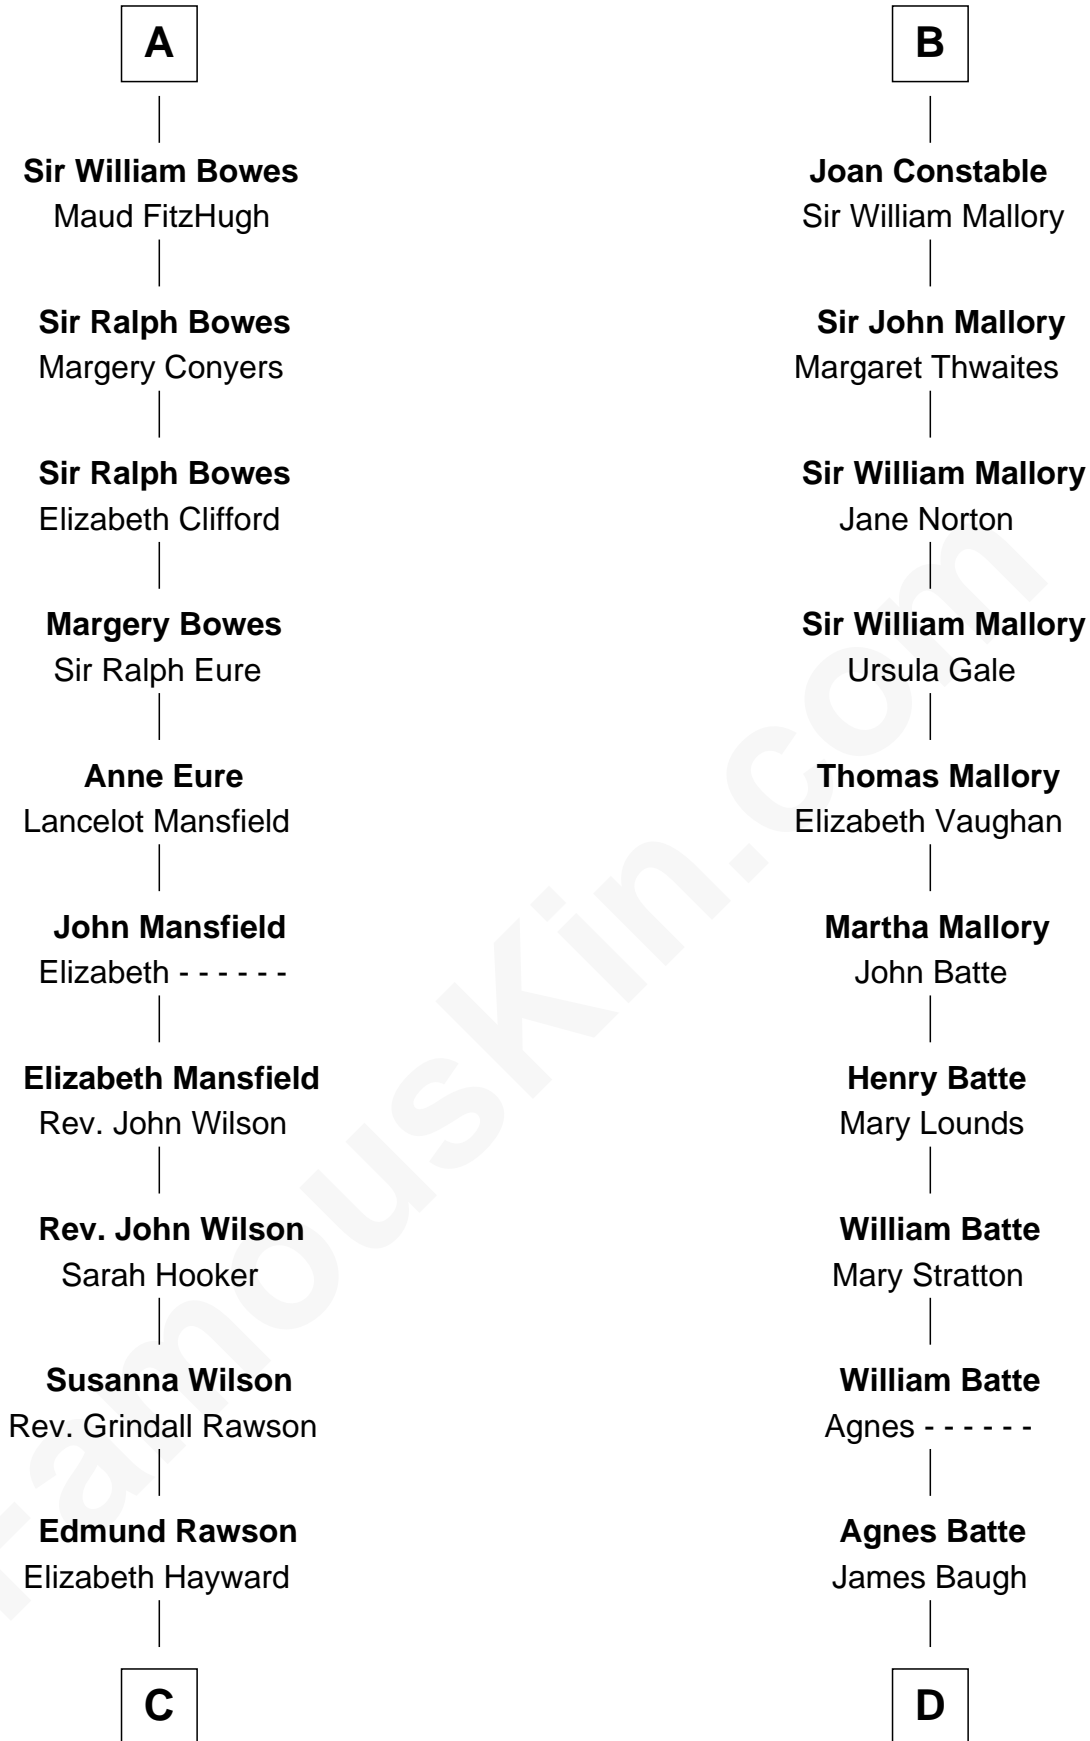 A
Sir William Bowes
Maud FitzHugh
Sir Ralph Bowes
Margery Conyers
Sir Ralph Bowes
Elizabeth Clifford
Margery Bowes
Sir Ralph Eure
Anne Eure
Lancelot Mansfield
John Mansfield
Elizabeth - - - - - -
Elizabeth Mansfield
Rev. John Wilson
Rev. John Wilson
Sarah Hooker
Susanna Wilson
Rev. Grindall Rawson
Edmund Rawson
Elizabeth Hayward
C
B
Joan Constable
Sir William Mallory
Sir John Mallory
Margaret Thwaites
Sir William Mallory
Jane Norton
Sir William Mallory
Ursula Gale
Thomas Mallory
Elizabeth Vaughan
Martha Mallory
John Batte
Henry Batte
Mary Lounds
William Batte
Mary Stratton
William Batte
Agnes - - - - - -
Agnes Batte
James Baugh
D
FamousKin.com